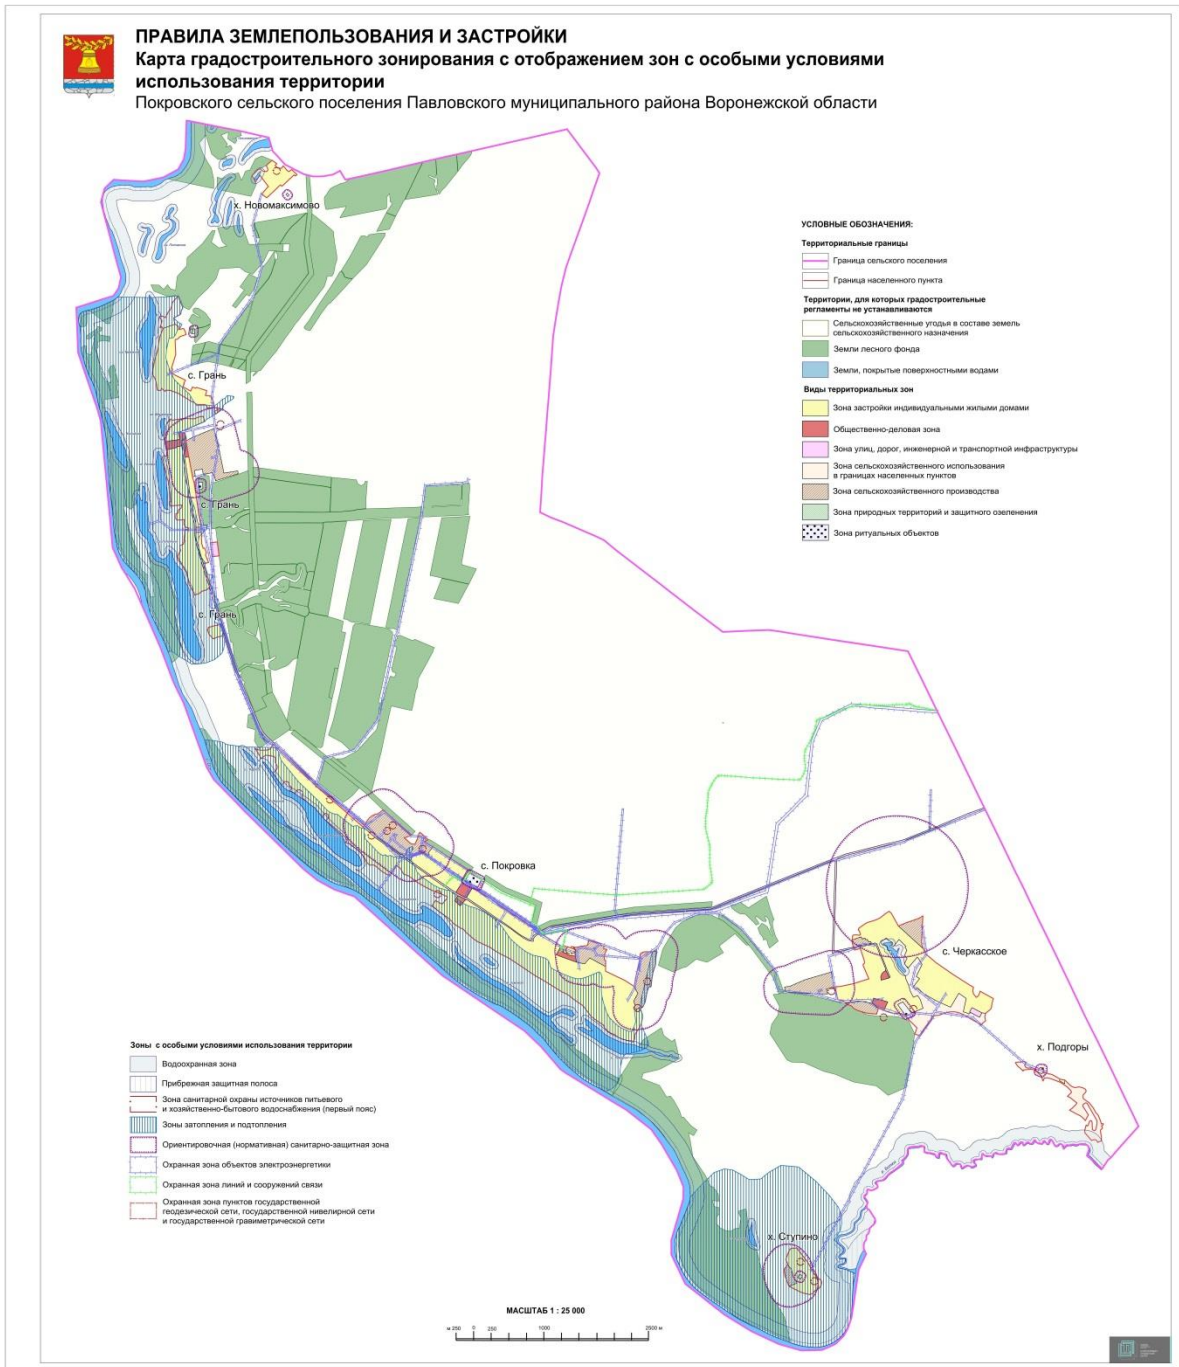 ПРАВИЛА ЗЕМЛЕПОЛЬЗОВАНИЯ И ЗАСТРОЙКИ
Карта градостроительного зонирования с отображением зон с особыми условиями
использования территории
Покровского сельского поселения Павловского муниципального района Воронежской области
х. Новомаксимово
УСЛОВНЫЕ ОБОЗНАЧЕНИЯ:
Территориальные границы
Граница сельского поселения
Граница населенного пункта
Территории, для которых градостроительные
регламенты не устанавливаются
Сельскохозяйственные угодья в составе земель
сельскохозяйственного назначения
Земли лесного фонда
Земли, покрытые поверхностными водами
Виды территориальных зон
Зона застройки индивидуальными жилыми домами
Общественно-деловая зона
Зона улиц, дорог, инженерной и транспортной инфраструктуры
Зона сельскохозяйственного использования
в границах населенных пунктов
Зона сельскохозяйственного производства
Зона природных территорий и защитного озеленения
Зона ритуальных объектов
с. Грань
с. Грань
с. Грань
с. Покровка
с. Черкасское
х. Подгоры
х. Ступино
Зоны с особыми условиями использования территории
Водоохранная зона
Прибрежная защитная полоса
Зона санитарной охраны источников питьевого
и хозяйственно-бытового водоснабжения (первый пояс)
Зоны затопления и подтопления
Ориентировочная (нормативная) санитарно-защитная зона
Охранная зона объектов электроэнергетики
Охранная зона линий и сооружений связи
Охранная зона пунктов государственной
геодезической сети, государственной нивелирной сети
и государственной гравиметрической сети
МАСШТАБ 1 : 25 000
м 250 0 250 1000 2500 м